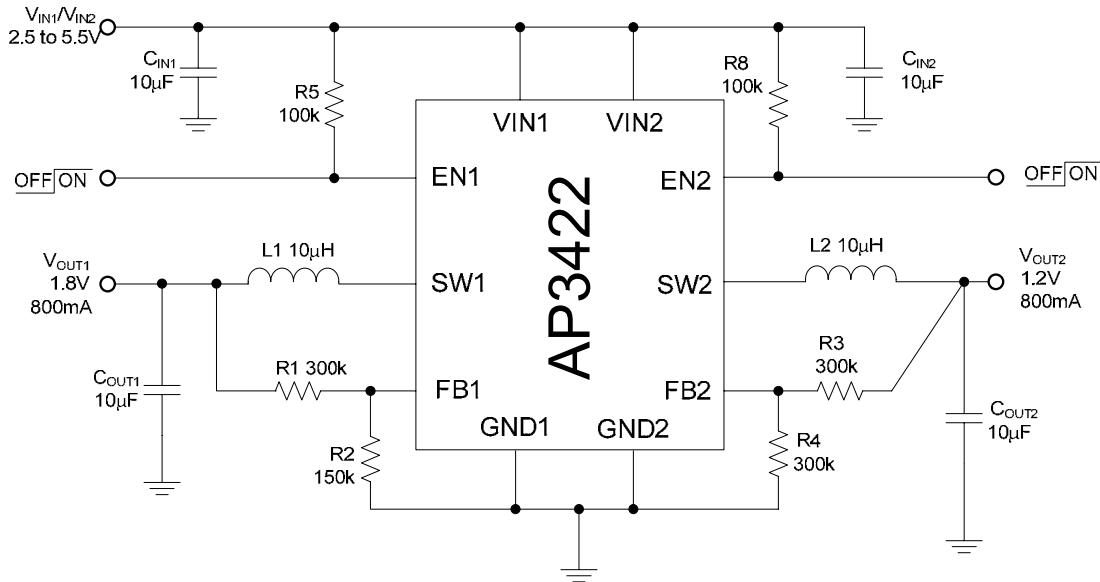 VIN1/VIN2
2.5 to 5.5V
CIN1
10μF
R5
100k
R8
100k
CIN2
10μF
VIN1
VIN2
OFF ON
EN1
EN2
OFF ON
AP3422
VOUT1
1.8V
800mA
L1 10μH
SW1
SW2
L2 10μH
VOUT2
1.2V
800mA
COUT1
10μF
R1 300k
FB1
FB2
R3
300k
R2
150k
GND1
GND2
R4
300k
COUT2
10μF